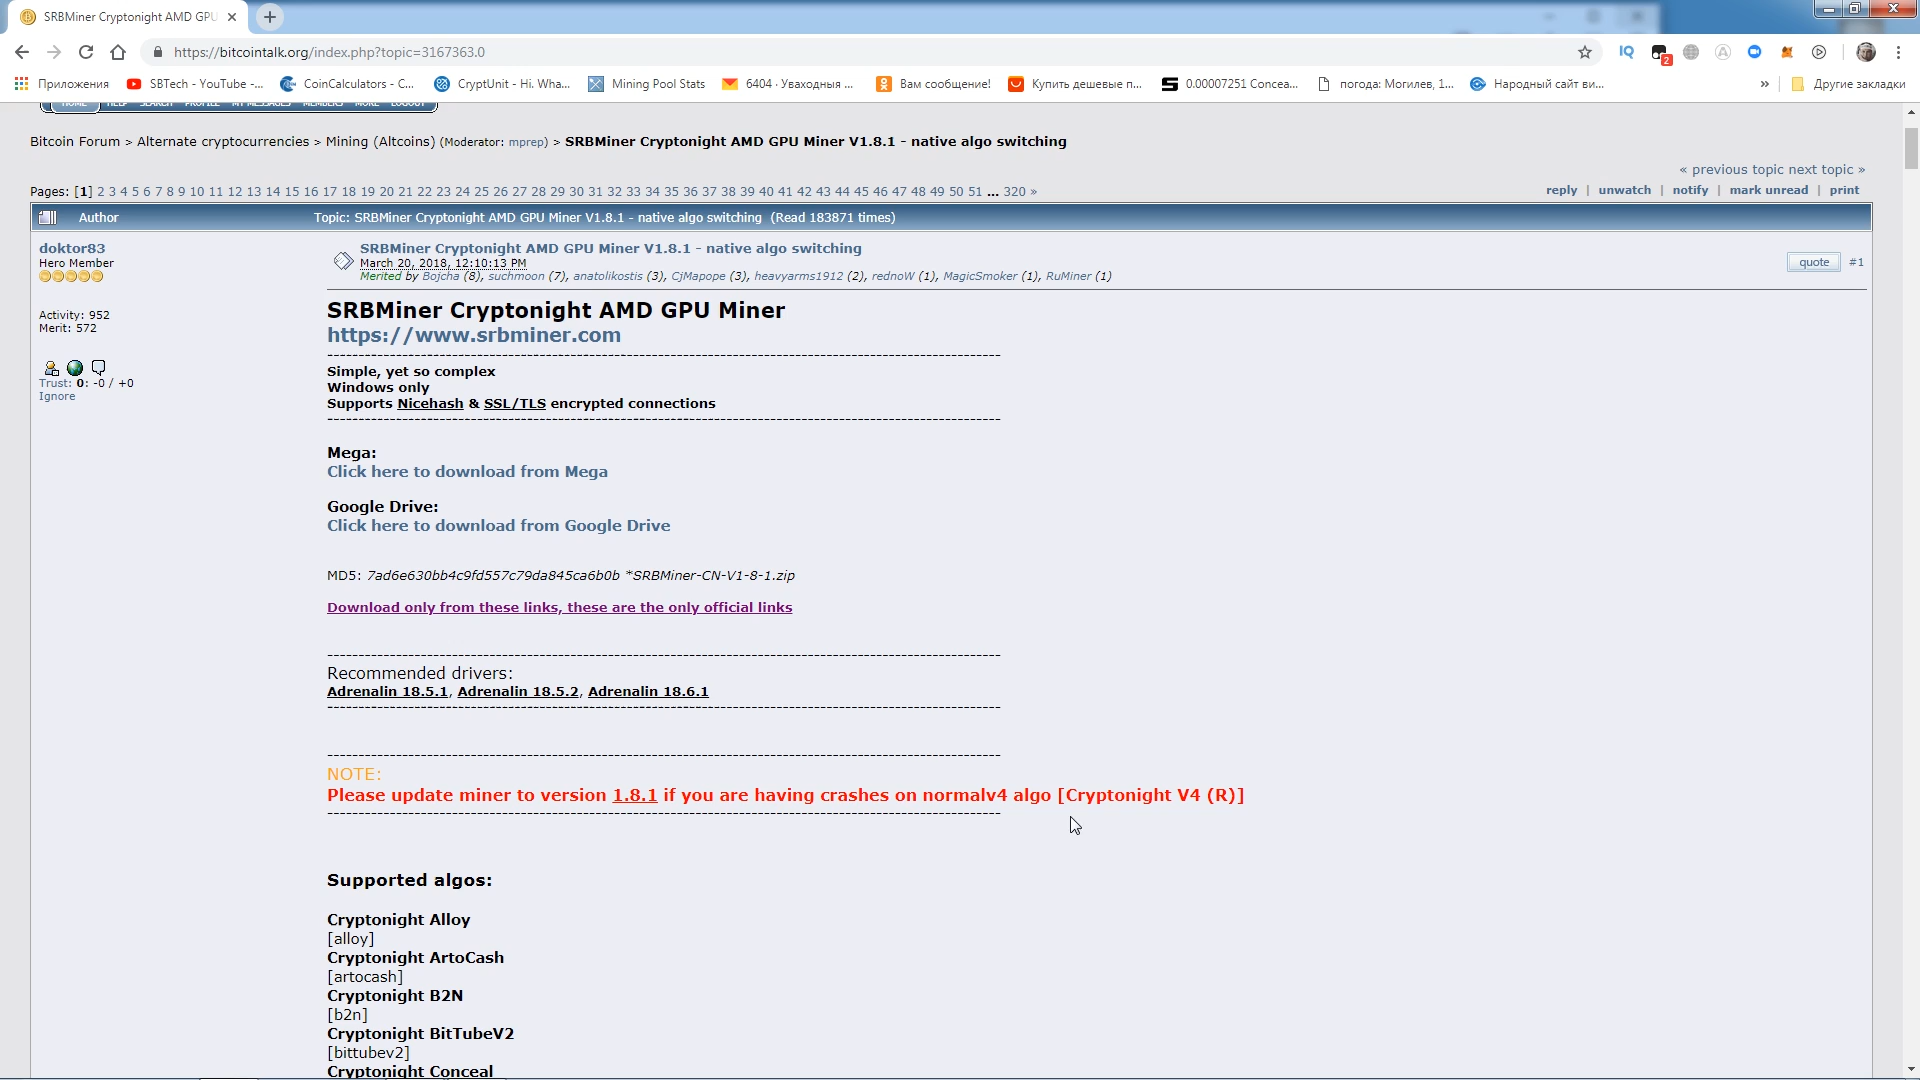 SRBMiner Cryptonight AMD GPU
https://bitcointalk.org/index.php?topic=3167363.0
2
Приложения SBTech - YouTube -... CoinCalculators - C... CryptUnit - Hi. Wha... Mining Pool Stats 6404 · Уваходныя ... Вам сообщение! Купить дешевые п... 0.00007251 Concea... погода: Могилев, 1... Народный сайт ви... » Другие закладки
HOME HELP SEARCH PROFILE MY MESSAGES MEMBERS MORE LOGOUT
Bitcoin Forum > Alternate cryptocurrencies > Mining (Altcoins) (Moderator: mprep) > SRBMiner Cryptonight AMD GPU Miner V1.8.1 - native algo switching
« previous topic next topic »
Pages: [1] 2 3 4 5 6 7 8 9 10 11 12 13 14 15 16 17 18 19 20 21 22 23 24 25 26 27 28 29 30 31 32 33 34 35 36 37 38 39 40 41 42 43 44 45 46 47 48 49 50 51 ... 320 »
reply | unwatch | notify | mark unread | print
Author Topic: SRBMiner Cryptonight AMD GPU Miner V1.8.1 - native algo switching (Read 183871 times)
doktor83
Hero Member
Activity: 952
Merit: 572
Trust: 0: -0 / +0
Ignore
SRBMiner Cryptonight AMD GPU Miner V1.8.1 - native algo switching
March 20, 2018, 12:10:13 PM
Merited by Bojcha (8), suchmoon (7), anatolikostis (3), CjMapope (3), heavyarms1912 (2), rednoW (1), MagicSmoker (1), RuMiner (1)
quote #1
SRBMiner Cryptonight AMD GPU Miner
https://www.srbminer.com
Simple, yet so complex
Windows only
Supports Nicehash & SSL/TLS encrypted connections
Mega:
Click here to download from Mega
Google Drive:
Click here to download from Google Drive
MD5: 7ad6e630bb4c9fd557c79da845ca6b0b *SRBMiner-CN-V1-8-1.zip
Download only from these links, these are the only official links
Recommended drivers:
Adrenalin 18.5.1, Adrenalin 18.5.2, Adrenalin 18.6.1
NOTE:
Please update miner to version 1.8.1 if you are having crashes on normalv4 algo [Cryptonight V4 (R)]
Supported algos:
Cryptonight Alloy
[alloy]
Cryptonight ArtoCash
[artocash]
Cryptonight B2N
[b2n]
Cryptonight BitTubeV2
[bittubev2]
Cryptonight Conceal